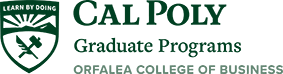 LEARN BY DOING
CAL POLY
Graduate Programs
ORFALEA COLLEGE OF BUSINESS